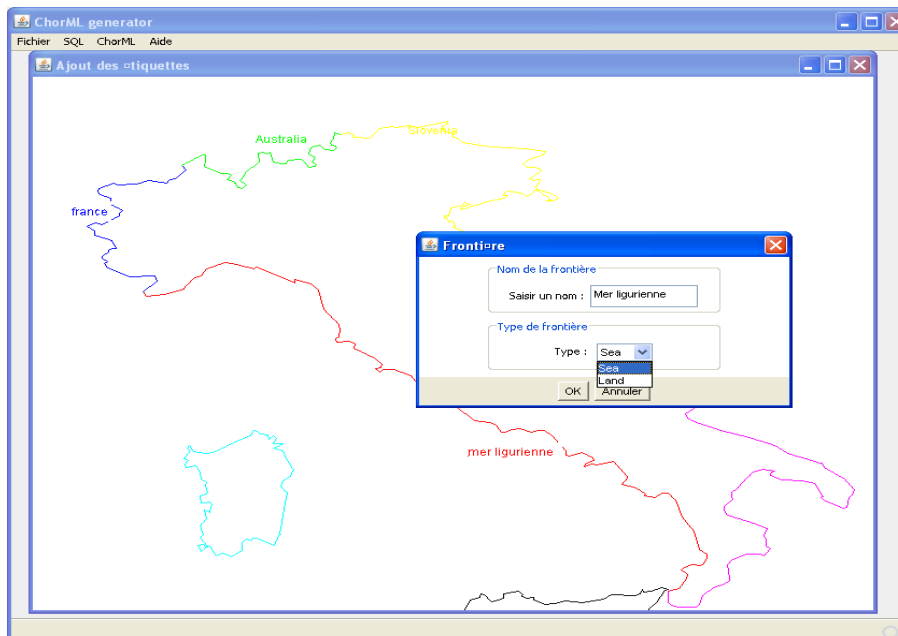 ChorML generator
Fichier SQL ChorML Aide
Ajout des ¤tiquettes
Slovenia
Australia
france
Fronti¤re
Nom de la frontière
Saisir un nom : Mer ligurienne
Type de frontière
Type : Sea
Sea
Land
OK Annuler
mer ligurienne